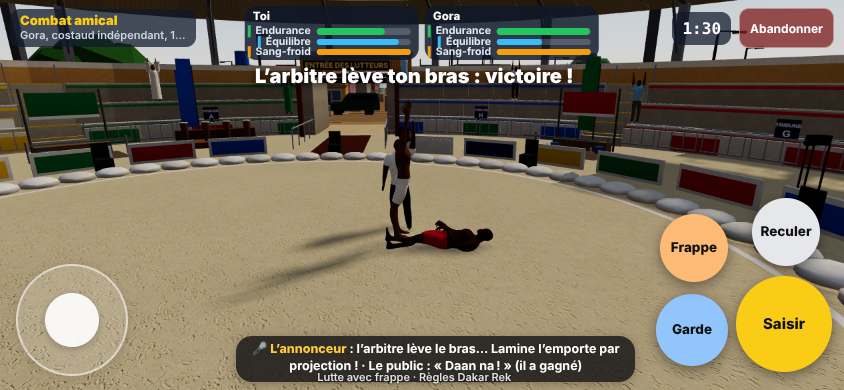 Combat amical
Gora, costaud indépendant, 1...
Toi
Endurance
Équilibre
Sang-froid
Gora
Endurance
Équilibre
Sang-froid
1:30
Abandonner
ENTRÉE DES LUTTEURS
L'arbitre lève ton bras : victoire !
G
Reculer
Frappe
Garde
Saisir
🎤 L'annonceur : l'arbitre lève le bras... Lamine l'emporte par
projection ! · Le public : « Daan na ! » (il a gagné)
Lutte avec frappe · Règles Dakar Rek